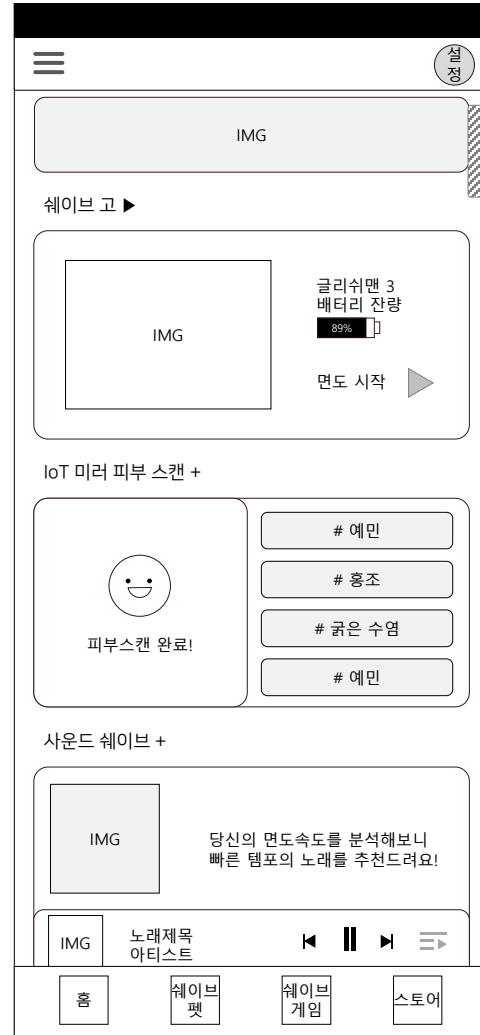 설
정
IMG
쉐이브 고 ▶
IMG
글리쉬맨 3
배터리 잔량
89%
면도 시작
IoT 미러 피부 스캔 +
피부스캔 완료!
# 예민
# 홍조
# 굵은 수염
# 예민
사운드 쉐이브 +
IMG
당신의 면도속도를 분석해보니
빠른 템포의 노래를 추천드려요!
IMG
노래제목
아티스트
홈
쉐이브
펫
쉐이브
게임
스토어